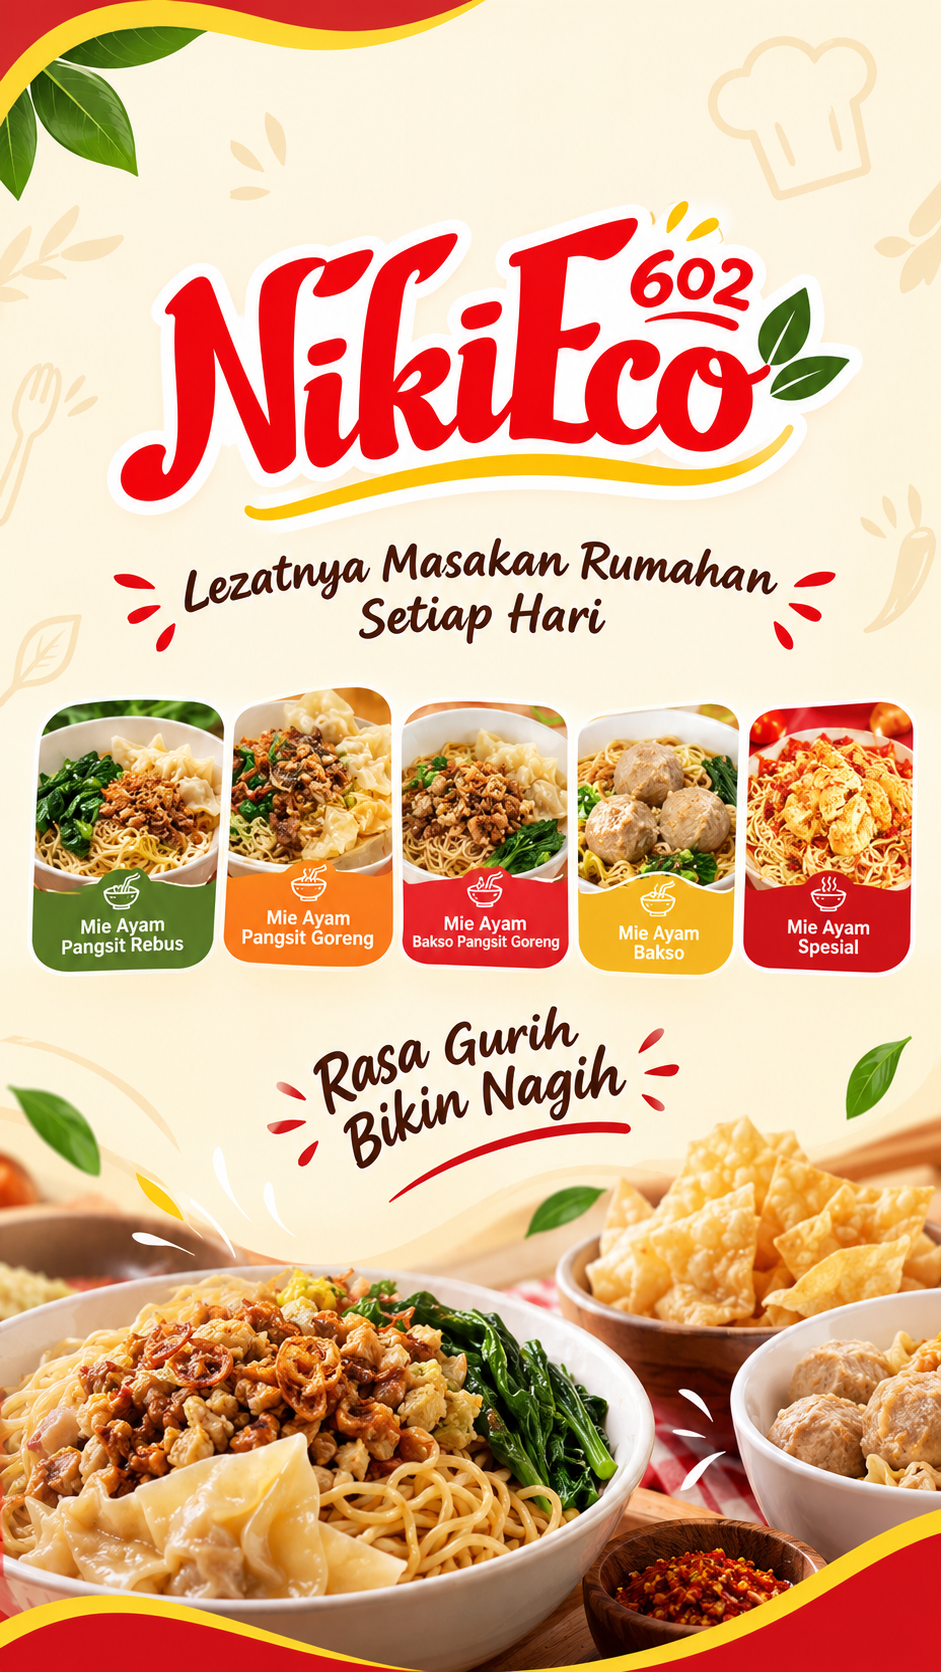 NikiEco 602
Lezatnya Masakan Rumahan
Setiap Hari
Mie Ayam
Pangsit Rebus
Mie Ayam
Pangsit Goreng
Mie Ayam
Bakso Pangsit Goreng
Mie Ayam
Bakso
Mie Ayam
Spesial
Rasa Gurih
Bikin Nagih